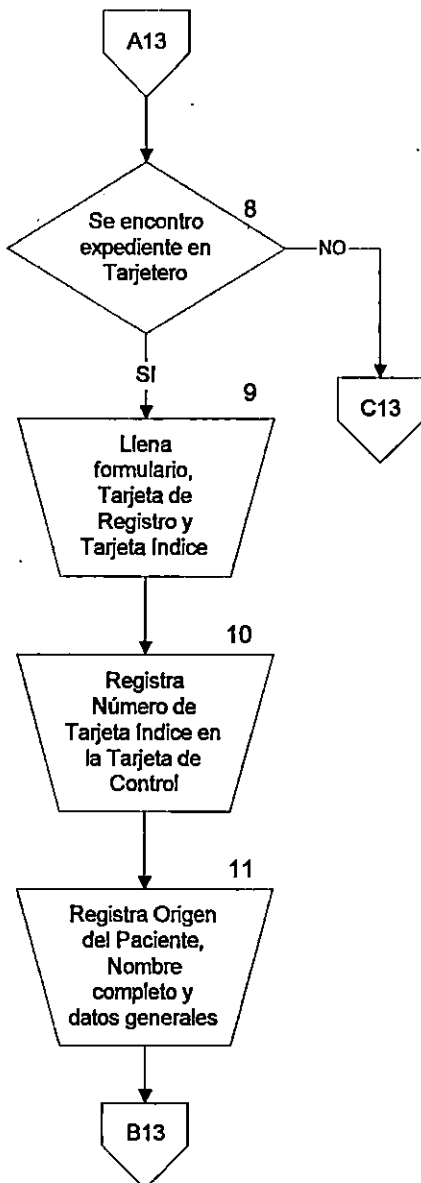 A13
8
Se encontro
expediente en
Tarjetero
NO
SI
C13
9
Llena
formulario,
Tarjeta de
Registro y
Tarjeta Índice
10
Registra
Número de
Tarjeta Índice en
la Tarjeta de
Control
11
Registra Origen
del Paciente,
Nombre
completo y
datos generales
B13